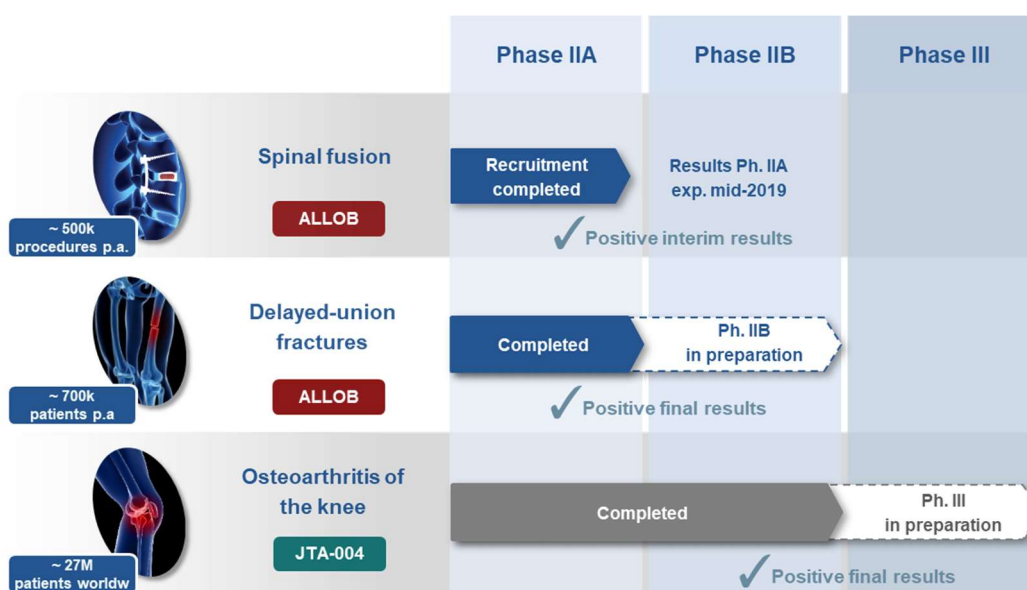 Phase IIA
Phase IIB
Phase III
Spinal fusion
ALLOB
~ 500k
procedures p.a.
Recruitment
completed
Results Ph. IIA
exp. mid-2019
✓ Positive interim results
Delayed-union
fractures
ALLOB
~ 700k
patients p.a
Completed
Ph. IIB
in preparation
✓ Positive final results
Osteoarthritis of
the knee
JTA-004
~ 27M
patients worldw
Completed
Ph. III
in preparation
✓ Positive final results